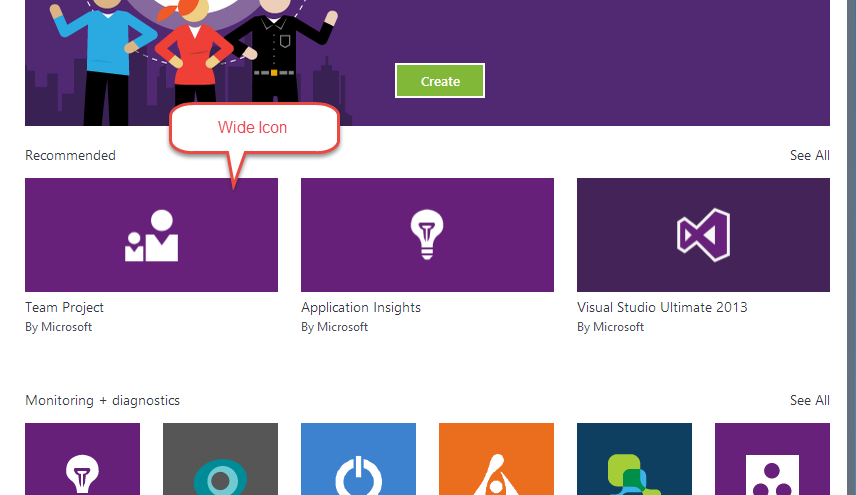 Create
Wide Icon
Recommended See All
Team Project Application Insights Visual Studio Ultimate 2013
By Microsoft By Microsoft By Microsoft
Monitoring + diagnostics See All